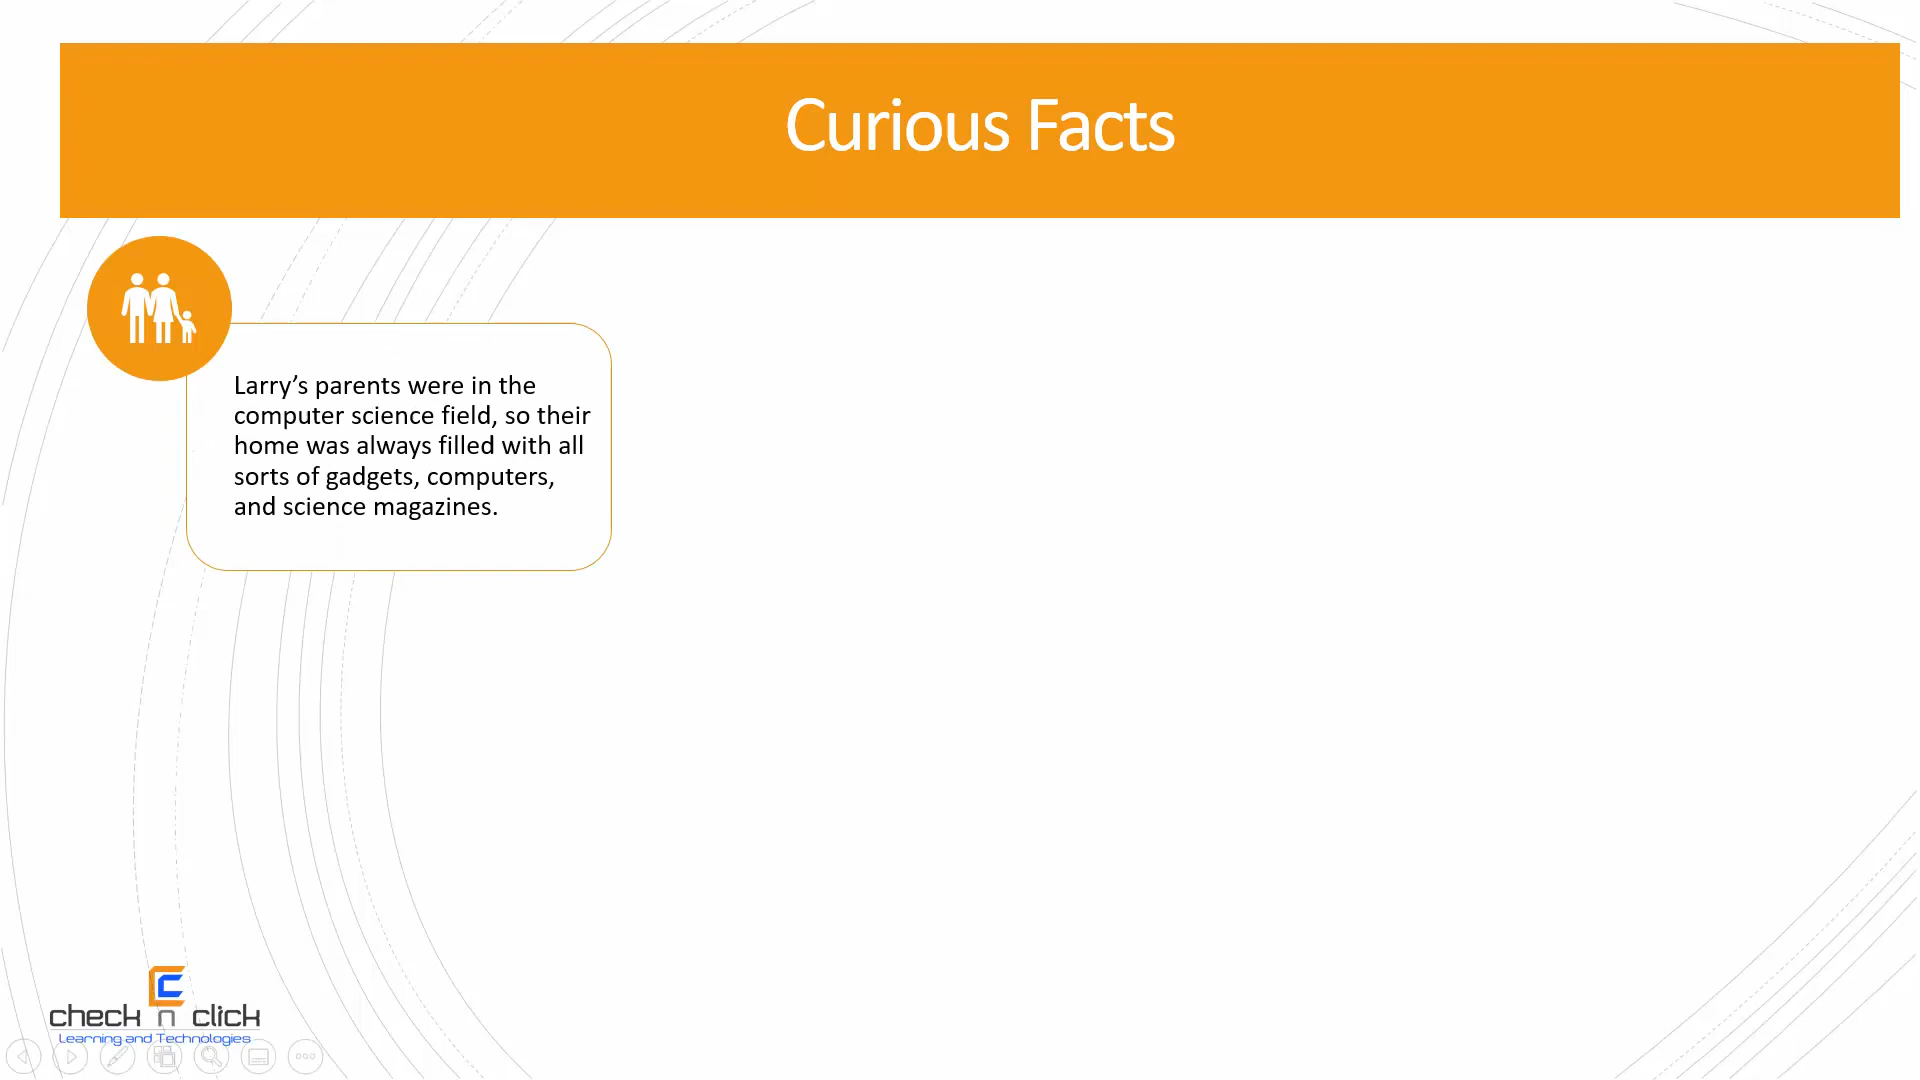 Curious Facts
Larry’s parents were in the
computer science field, so their
home was always filled with all
sorts of gadgets, computers,
and science magazines.
check n click
Learning and Technologies